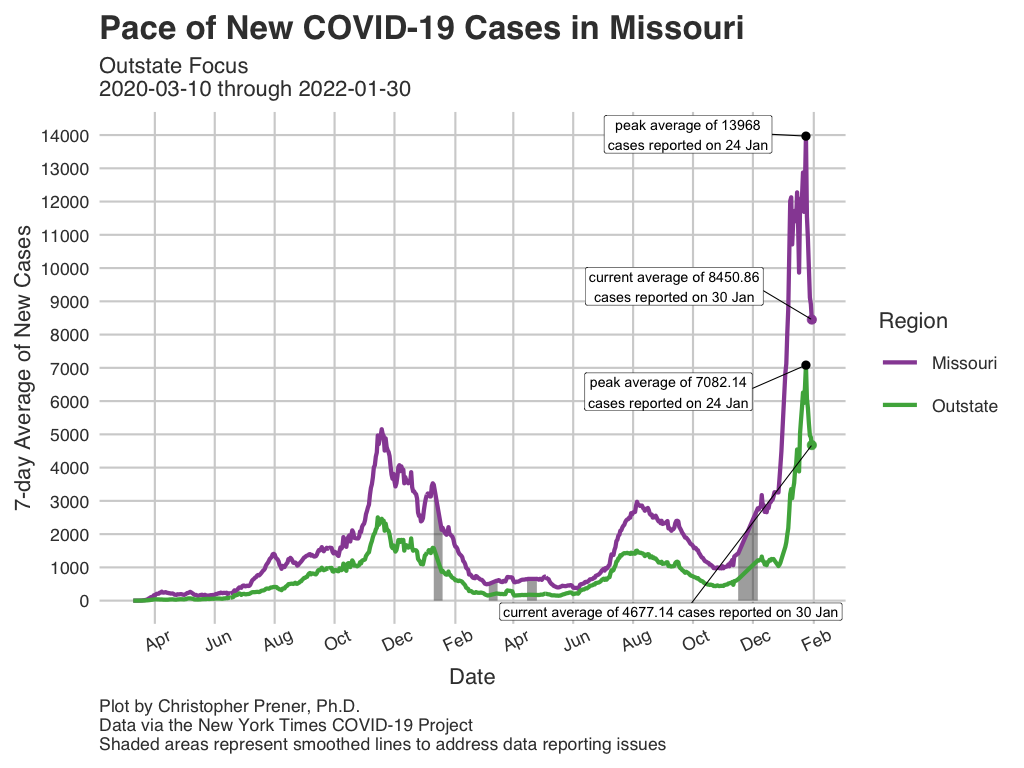 Pace of New COVID-19 Cases in Missouri
Outstate Focus
2020-03-10 through 2022-01-30
7-day Average of New Cases
14000
13000
12000
11000
10000
9000
8000
7000
6000
5000
4000
3000
2000
1000
0
peak average of 13968
cases reported on 24 Jan
current average of 8450.86
cases reported on 30 Jan
peak average of 7082.14
cases reported on 24 Jan
current average of 4677.14 cases reported on 30 Jan
Apr Jun Aug Oct Dec Feb Apr Jun Aug Oct Dec Feb
Date
Region
Missouri
Outstate
Plot by Christopher Prener, Ph.D.
Data via the New York Times COVID-19 Project
Shaded areas represent smoothed lines to address data reporting issues